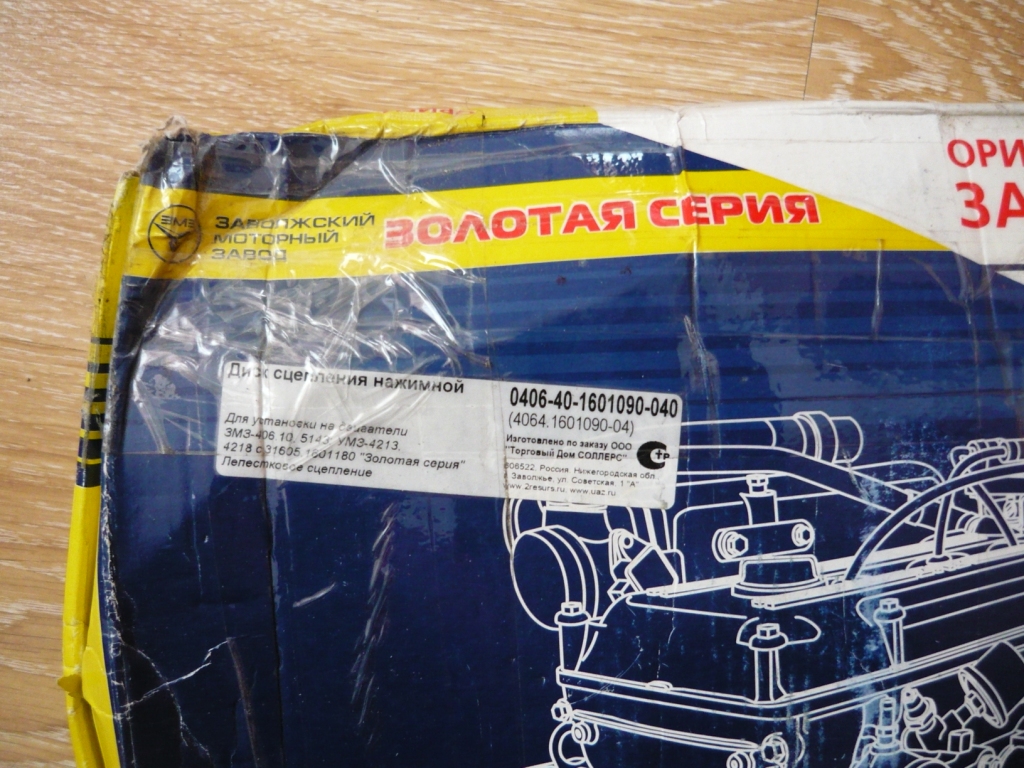 ЗМЗ
ЗАВОЛЖСКИЙ
МОТОРНЫЙ
ЗАВОД
ЗОЛОТАЯ СЕРИЯ
ОРИ
ЗА
Диск сцепления нажимной
Для установки на двигатели
ЗМЗ-406.10, 5143, УМЗ-4213,
4218 с 31605.1601180 "Золотая серия"
Лепестковое сцепление
0406-40-1601090-040
(4064.1601090-04)
Изготовлено по заказу ООО
"Торговый Дом СОЛЛЕРС"
606522, Россия, Нижегородская обл.
г. Заволжье, ул. Советская, 1 "А"
www.2resurs.ru, www.uaz.ru